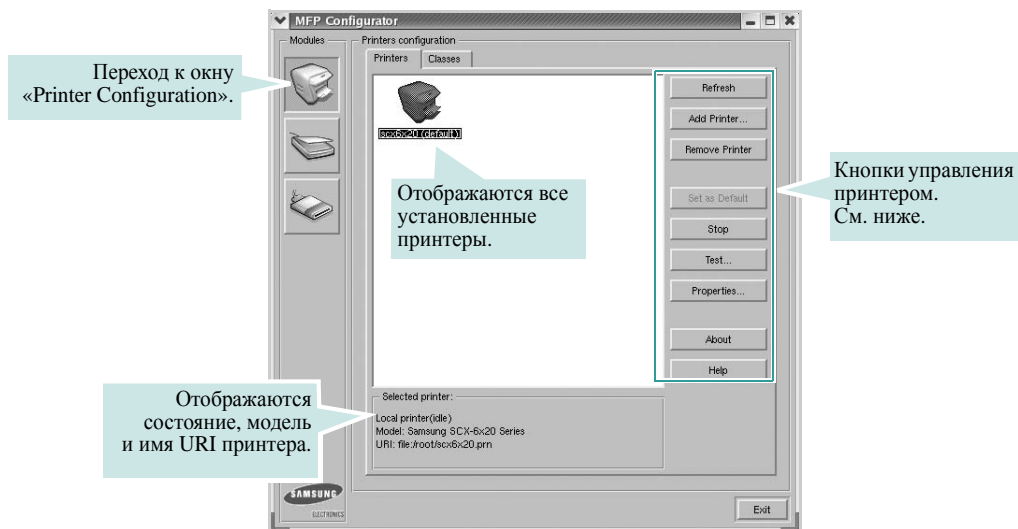 MFP Configurator
Modules
Printers configuration
Printers
Classes
Переход к окну
«Printer Configuration».
scx6x20 (default)
Отображаются все
установленные
принтеры.
Refresh
Add Printer...
Remove Printer
Set as Default
Stop
Test...
Properties...
About
Help
Кнопки управления
принтером.
См. ниже.
Отображаются
состояние, модель
и имя URI принтера.
Selected printer:
Local printer(idle)
Model: Samsung SCX-6x20 Series
URI: file:/root/scx6x20.prn
SAMSUNG
ELECTRONICS
Exit